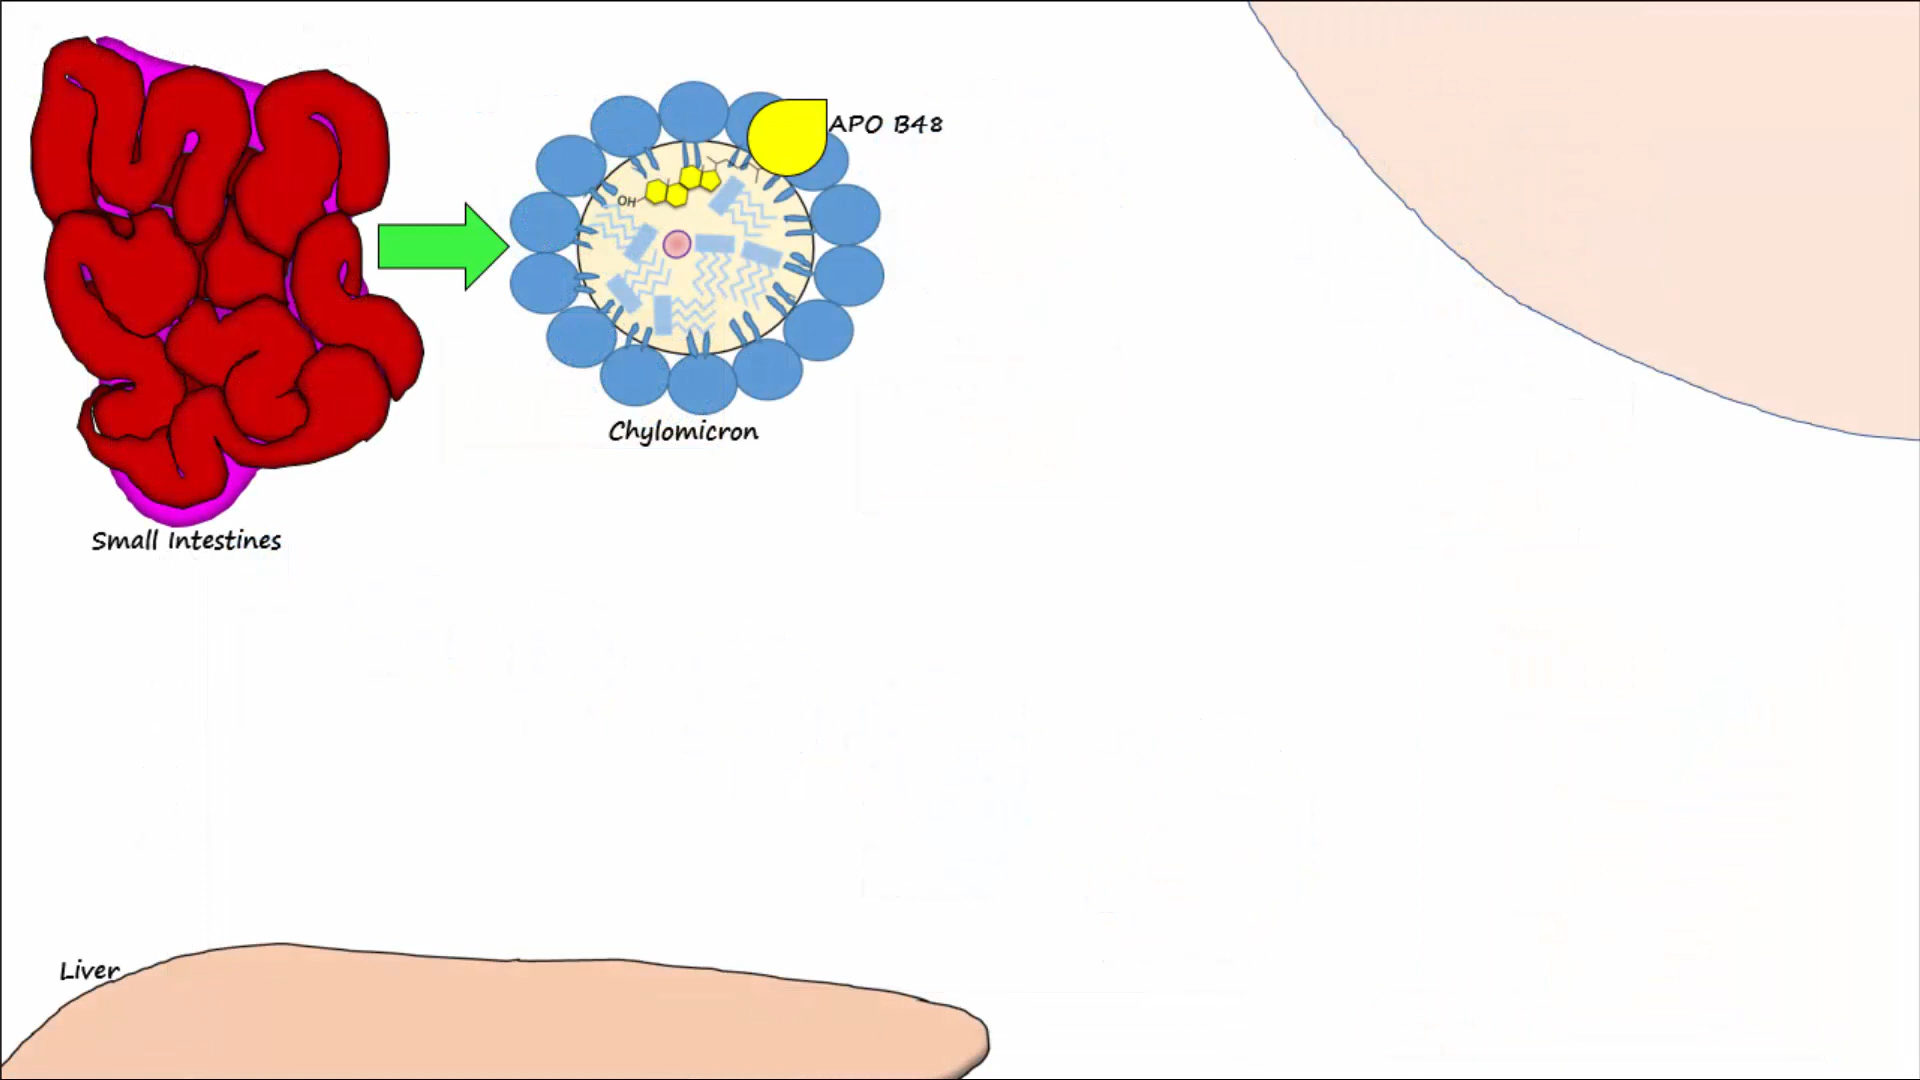 APO B48
OH
Chylomicron
Small Intestines
Liver